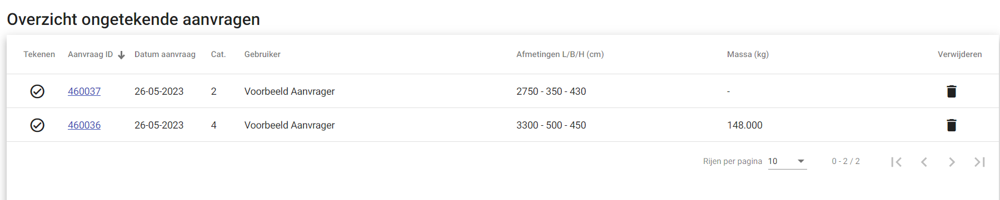 Overzicht ongetekende aanvragen
Tekenen Aanvraag ID Datum aanvraag Cat. Gebruiker Afmetingen L/B/H (cm) Massa (kg) Verwijderen
460037 26-05-2023 2 Voorbeeld Aanvrager 2750 - 350 - 430 -
460036 26-05-2023 4 Voorbeeld Aanvrager 3300 - 500 - 450 148.000
Rijen per pagina 10 0 - 2 / 2